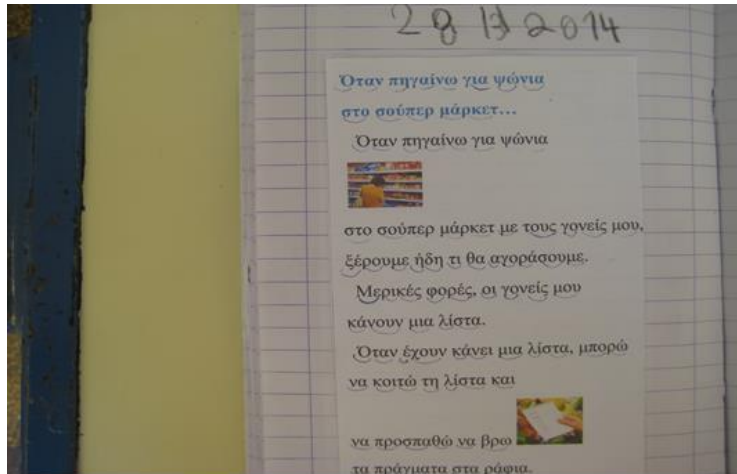 28 11 2014
Όταν πηγαίνω για ψώνια
στο σούπερ μάρκετ...
Όταν πηγαίνω για ψώνια
στο σούπερ μάρκετ με τους γονείς μου,
ξέρουμε ήδη τι θα αγοράσουμε.
Μερικές φορές, οι γονείς μου
κάνουν μια λίστα.
Όταν έχουν κάνει μια λίστα, μπορώ
να κοιτώ τη λίστα και
να προσπαθώ να βρω
τα πράγματα στα ράφια.